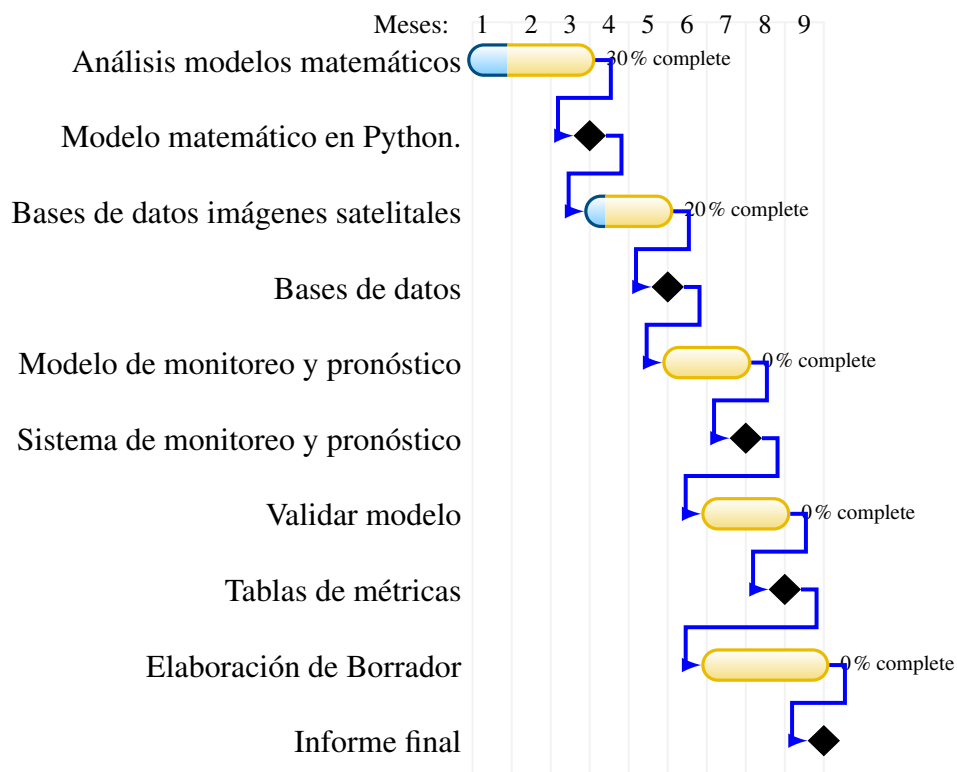 Meses: 1 2 3 4 5 6 7 8 9
Análisis modelos matemáticos 30% complete
Modelo matemático en Python.
Bases de datos imágenes satelitales 20% complete
Bases de datos
Modelo de monitoreo y pronóstico 0% complete
Sistema de monitoreo y pronóstico
Validar modelo 0% complete
Tablas de métricas
Elaboración de Borrador 0% complete
Informe final